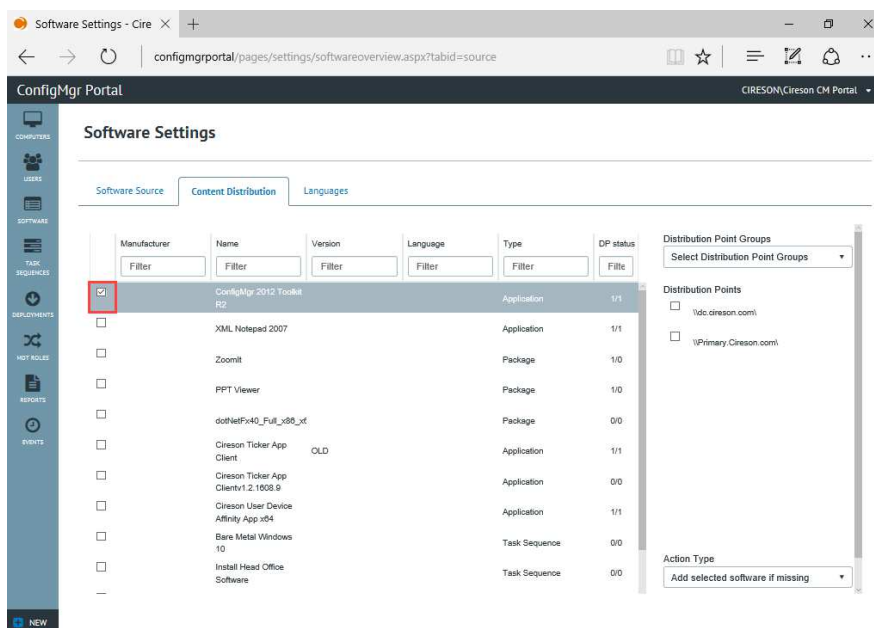 Software Settings - Cire
configmgrportal/pages/settings/softwareoverview.aspx?tabid=source
ConfigMgr Portal
CIRESON\Cireson CM Portal
COMPUTERS
USERS
SOFTWARE
TASK
SEQUENCES
DEPLOYMENTS
MDT ROLES
REPORTS
EVENTS
NEW
Software Settings
Software Source
Content Distribution
Languages
Manufacturer Name Version Language Type DP status
Filter Filter Filter Filter Filter Filte
ConfigMgr 2012 Toolkit
R2
Application 1/1
XML Notepad 2007 Application 1/1
ZoomIt Package 1/0
PPT Viewer Package 1/0
dotNetFx40_Full_x86_xt Package 0/0
Cireson Ticker App
Client
OLD Application 1/1
Cireson Ticker App
Clientv1.2.1608.9
Application 0/0
Cireson User Device
Affinity App x64
Application 1/1
Bare Metal Windows
10
Task Sequence 0/0
Install Head Office
Software
Task Sequence 0/0
Distribution Point Groups
Select Distribution Point Groups
Distribution Points
\\dc.cireson.com\
\\Primary.Cireson.com\
Action Type
Add selected software if missing